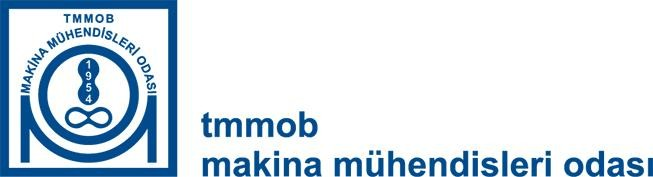 TMMOB
MAKİNA MÜHENDİSLERİ ODASI
1954
tmmob
makina mühendisleri odası